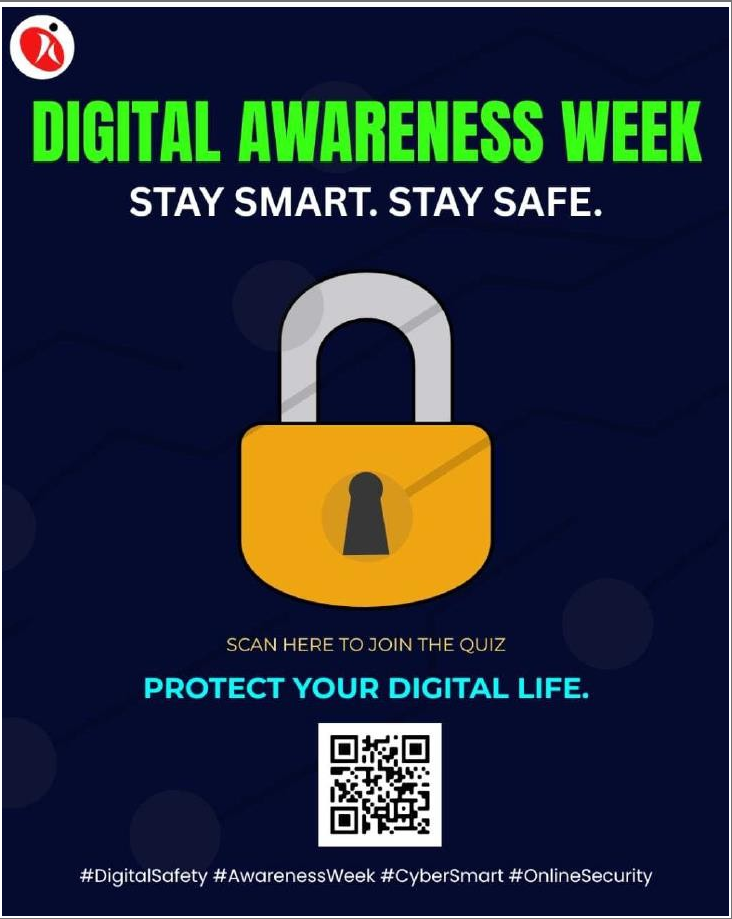 DIGITAL AWARENESS WEEK
STAY SMART. STAY SAFE.
SCAN HERE TO JOIN THE QUIZ
PROTECT YOUR DIGITAL LIFE.
#DigitalSafety #AwarenessWeek #CyberSmart #OnlineSecurity